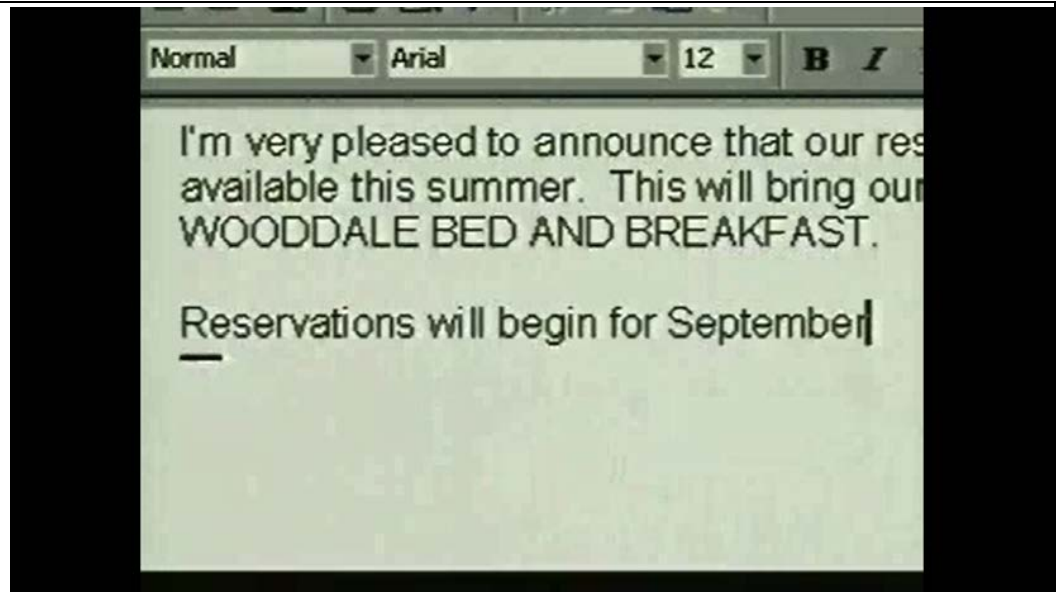 Normal Arial 12 B I
I'm very pleased to announce that our res
available this summer.  This will bring our
WOODDALE BED AND BREAKFAST.
Reservations will begin for September